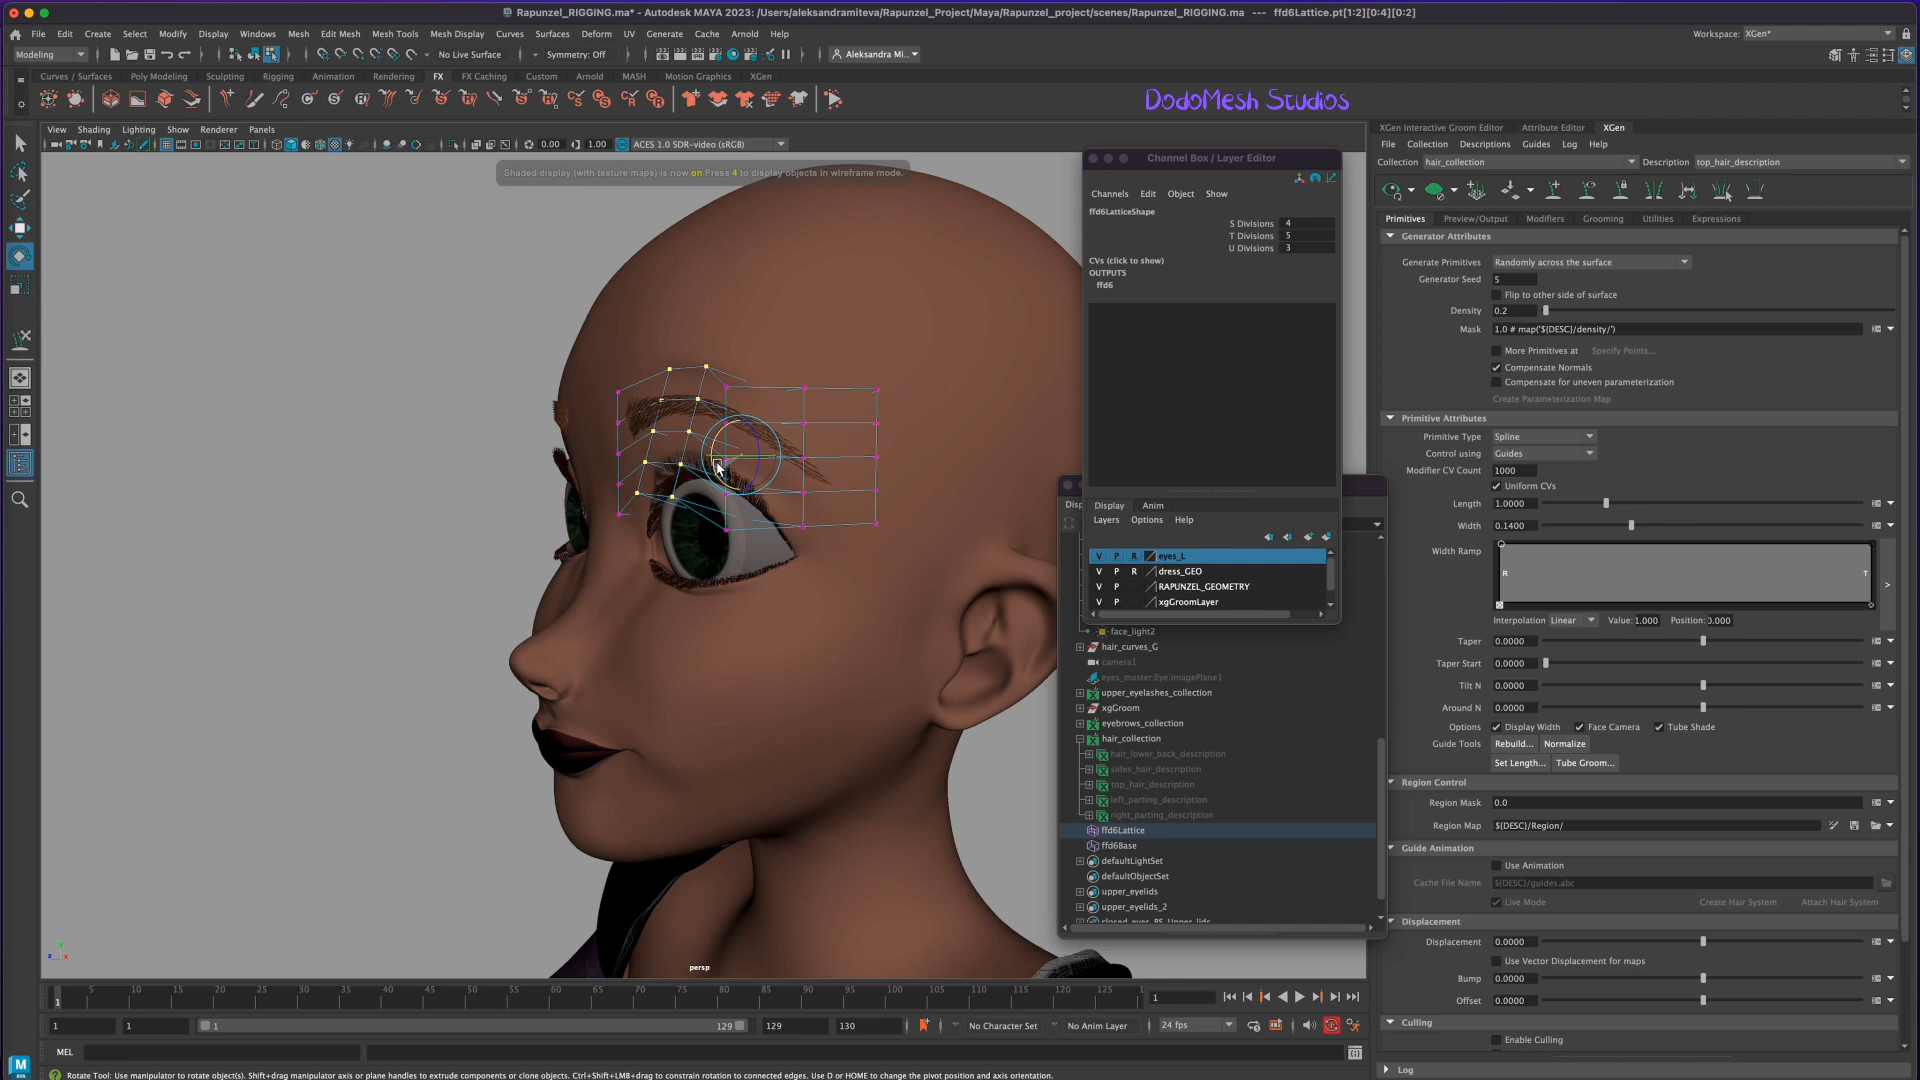 Rapunzel_RIGGING.ma* - Autodesk MAYA 2023: /Users/aleksandramiteva/Rapunzel_Project/Maya/Rapunzel_project/scenes/Rapunzel_RIGGING.ma --- ffd6Lattice.pt[1:2][0:4][0:2]
File Edit Create Select Modify Display Windows Mesh Edit Mesh Mesh Tools Mesh Display Curves Surfaces Deform UV Generate Cache Arnold Help
Workspace: XGen*
Modeling
No Live Surface
Symmetry: Off
Aleksandra Mi...
Curves / Surfaces Poly Modeling Sculpting Rigging Animation Rendering FX FX Caching Custom Arnold MASH Motion Graphics XGen
DodoMesh Studios
View Shading Lighting Show Renderer Panels
0.00 1.00 ACES 1.0 SDR-video (sRGB)
Shaded display (with texture maps) is now on.Press 4 to display objects in wireframe mode.
persp
Channel Box / Layer Editor
Channels Edit Object Show
ffd6LatticeShape
S Divisions 4
T Divisions 5
U Divisions 3
CVs (click to show)
OUTPUTS
ffd6
Display Anim
Layers Options Help
V P R eyes_L
V P R dress_GEO
V P RAPUNZEL_GEOMETRY
V P xgGroomLayer
face_light2
hair_curves_G
camera1
eyes_master:Eye:imagePlane1
upper_eyelashes_collection
xgGroom
eyebrows_collection
hair_collection
hair_lower_back_description
sides_hair_description
top_hair_description
left_parting_description
right_parting_description
ffd6Lattice
ffd6Base
defaultLightSet
defaultObjectSet
upper_eyelids
upper_eyelids_2
XGen Interactive Groom Editor Attribute Editor XGen
File Collection Descriptions Guides Log Help
Collection hair_collection Description top_hair_description
Primitives Preview/Output Modifiers Grooming Utilities Expressions
Generator Attributes
Generate Primitives Randomly across the surface
Generator Seed 5
Flip to other side of surface
Density 0.2
Mask 1.0 # map('${DESC}/density/')
More Primitives at Specify Points...
Compensate Normals
Compensate for uneven parameterization
Create Parameterization Map
Primitive Attributes
Primitive Type Spline
Control using Guides
Modifier CV Count 1000
Uniform CVs
Length 1.0000
Width 0.1400
Width Ramp
R T
>
Interpolation Linear Value: 1.000 Position: 0.000
Taper 0.0000
Taper Start 0.0000
Tilt N 0.0000
Around N 0.0000
Options Display Width Face Camera Tube Shade
Guide Tools Rebuild... Normalize
Set Length... Tube Groom...
Region Control
Region Mask 0.0
Region Map ${DESC}/Region/
Guide Animation
Use Animation
Cache File Name ${DESC}/guides.abc
Live Mode Create Hair System Attach Hair System
Displacement
Displacement 0.0000
Use Vector Displacement for maps
Bump 0.0000
Offset 0.0000
Culling
Enable Culling
Log
1 5 10 15 20 25 30 35 40 45 50 55 60 65 70 75 80 85 90 95 100 105 110 115 120 125 1
1
1 1 1 129 129 130 No Character Set No Anim Layer 24 fps
MEL
Rotate Tool: Use manipulator to rotate object(s). Shift+drag manipulator axis or plane handles to extrude components or clone objects. Ctrl+Shift+LMB+drag to constrain rotation to connected edges. Use D or HOME to change the pivot position and axis orientation.